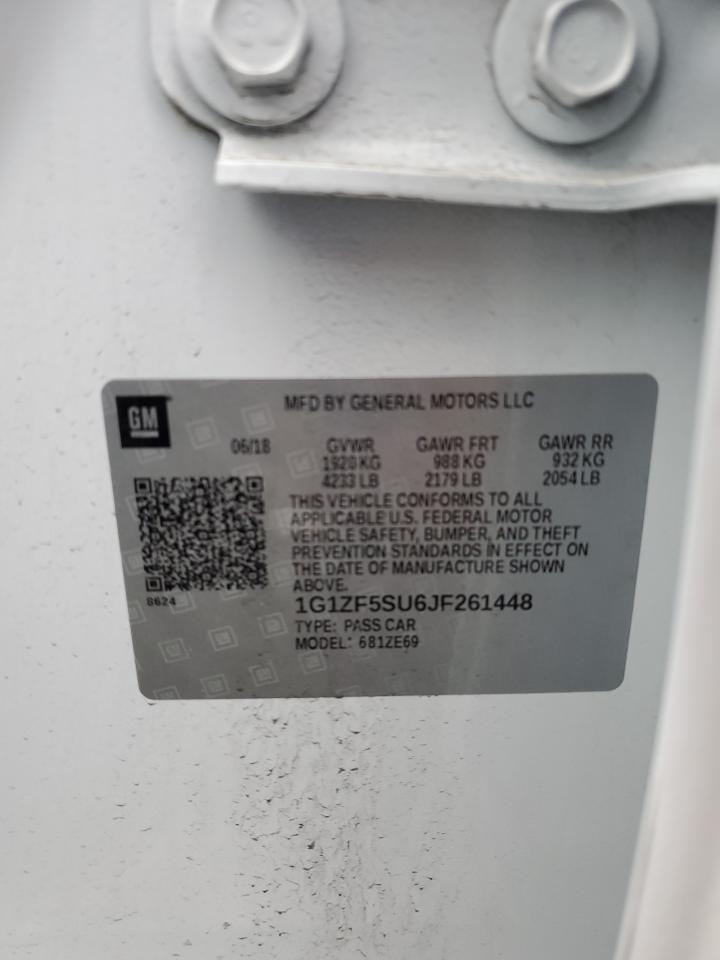 GM
MFD BY GENERAL MOTORS LLC
06/18 GVWR GAWR FRT GAWR RR
1920 KG 988 KG 932 KG
4233 LB 2179 LB 2054 LB
THIS VEHICLE CONFORMS TO ALL
APPLICABLE U.S. FEDERAL MOTOR
VEHICLE SAFETY, BUMPER, AND THEFT
PREVENTION STANDARDS IN EFFECT ON
THE DATE OF MANUFACTURE SHOWN
ABOVE.
8624
1G1ZF5SU6JF261448
TYPE: PASS CAR
MODEL: 681ZE69